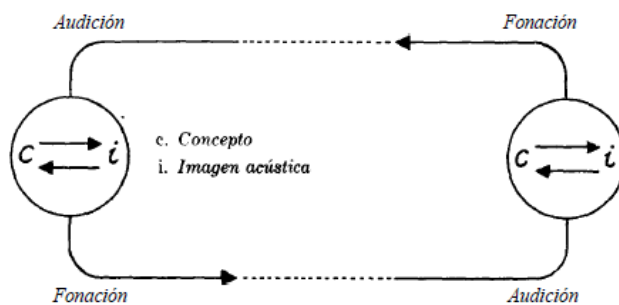 Audición Fonación
c i
c. Concepto
i. Imagen acústica
c i
Fonación Audición